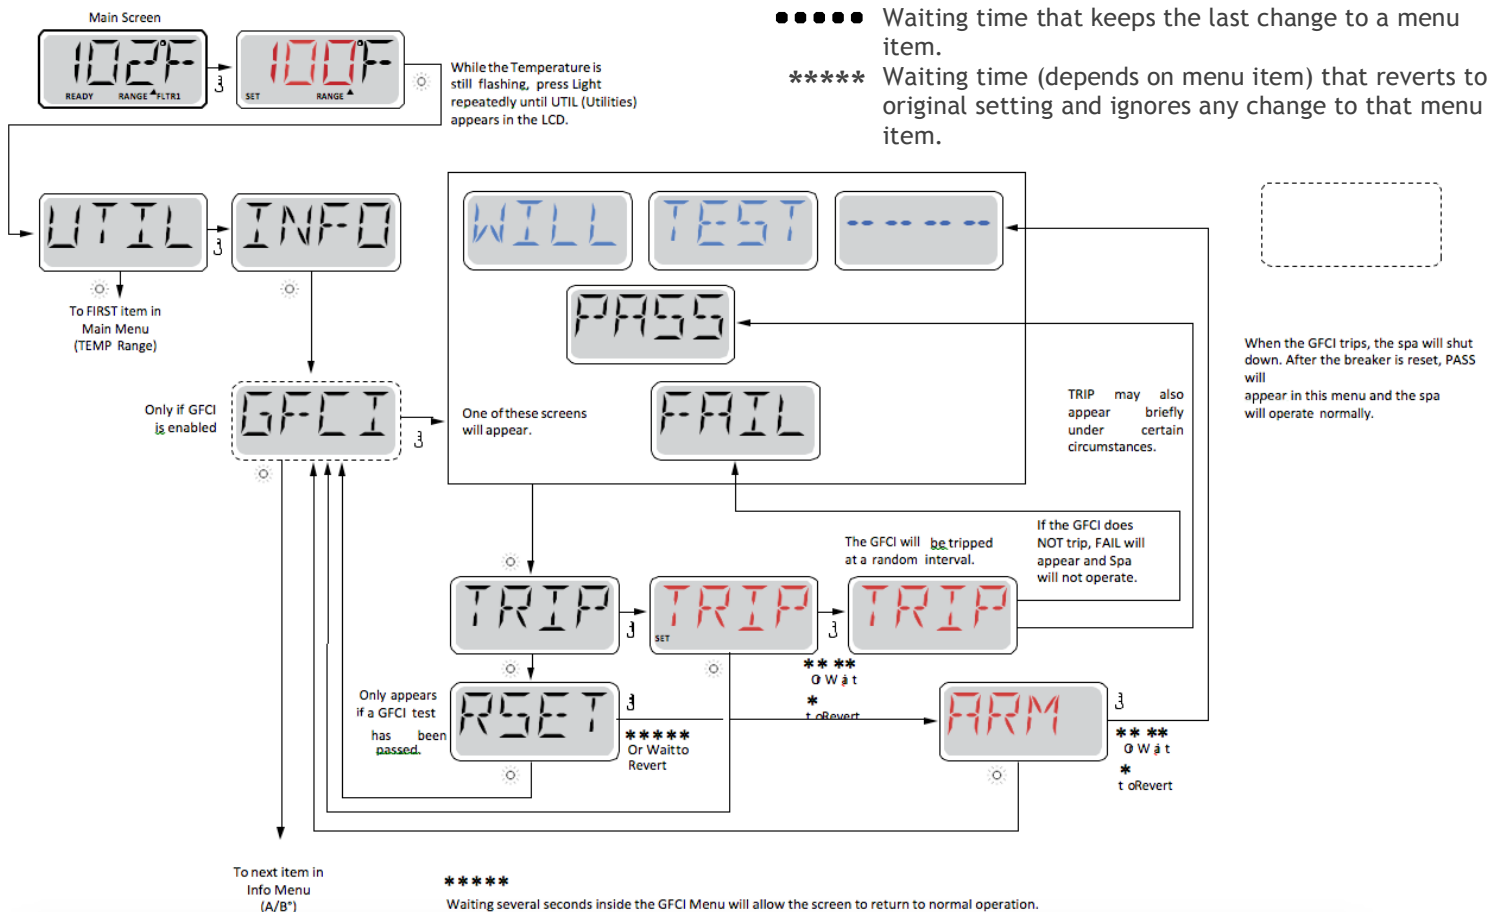 Main Screen
102°F
READY RANGE FLTR1
100°F
SET RANGE
While the Temperature is
still flashing, press Light
repeatedly until UTIL (Utilities)
appears in the LCD.
Waiting time that keeps the last change to a menu
item.
***** Waiting time (depends on menu item) that reverts to
original setting and ignores any change to that menu
item.
UTIL
INFO
To FIRST item in
Main Menu
(TEMP Range)
WILL
TEST
-- -- -- --
PASS
FAIL
Only if GFCI
is enabled
GFCI
One of these screens
will appear.
TRIP may also
appear briefly
under certain
circumstances.
When the GFCI trips, the spa will shut
down. After the breaker is reset, PASS
will
appear in this menu and the spa
will operate normally.
The GFCI will be tripped
at a random interval.
If the GFCI does
NOT trip, FAIL will
appear and Spa
will not operate.
TRIP
TRIP
SET
TRIP
** **
Or W a i t
*
t oRevert
Only appears
if a GFCI test
has been
passed.
RSET
*****
Or Waitto
Revert
ARM
** **
Or W a i t
*
t oRevert
To next item in
Info Menu
(A/B°)
*****
Waiting several seconds inside the GFCI Menu will allow the screen to return to normal operation.